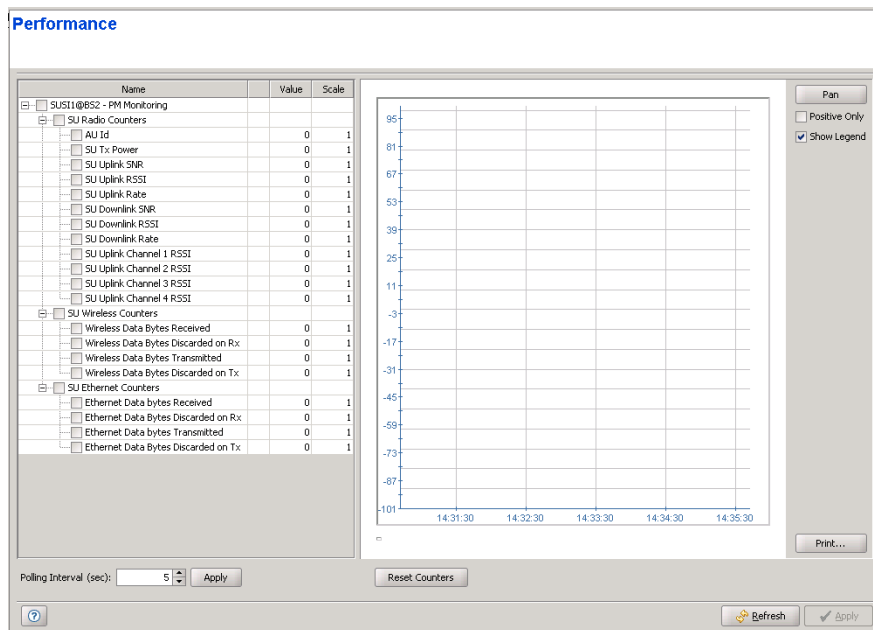 Performance
Name Value Scale
SUSI1@BS2 - PM Monitoring
SU Radio Counters
AU Id 0 1
SU Tx Power 0 1
SU Uplink SNR 0 1
SU Uplink RSSI 0 1
SU Uplink Rate 0 1
SU Downlink SNR 0 1
SU Downlink RSSI 0 1
SU Downlink Rate 0 1
SU Uplink Channel 1 RSSI 0 1
SU Uplink Channel 2 RSSI 0 1
SU Uplink Channel 3 RSSI 0 1
SU Uplink Channel 4 RSSI 0 1
SU Wireless Counters
Wireless Data Bytes Received 0 1
Wireless Data Bytes Discarded on Rx 0 1
Wireless Data Bytes Transmitted 0 1
Wireless Data Bytes Discarded on Tx 0 1
SU Ethernet Counters
Ethernet Data bytes Received 0 1
Ethernet Data Bytes Discarded on Rx 0 1
Ethernet Data bytes Transmitted 0 1
Ethernet Data Bytes Discarded on Tx 0 1
95
81
67
53
39
25
11
-3
-17
-31
-45
-59
-73
-87
-101
14:31:30 14:32:30 14:33:30 14:34:30 14:35:30
Pan
Positive Only
Show Legend
Print...
Polling Interval (sec): 5 Apply
Reset Counters
?
Refresh
Apply